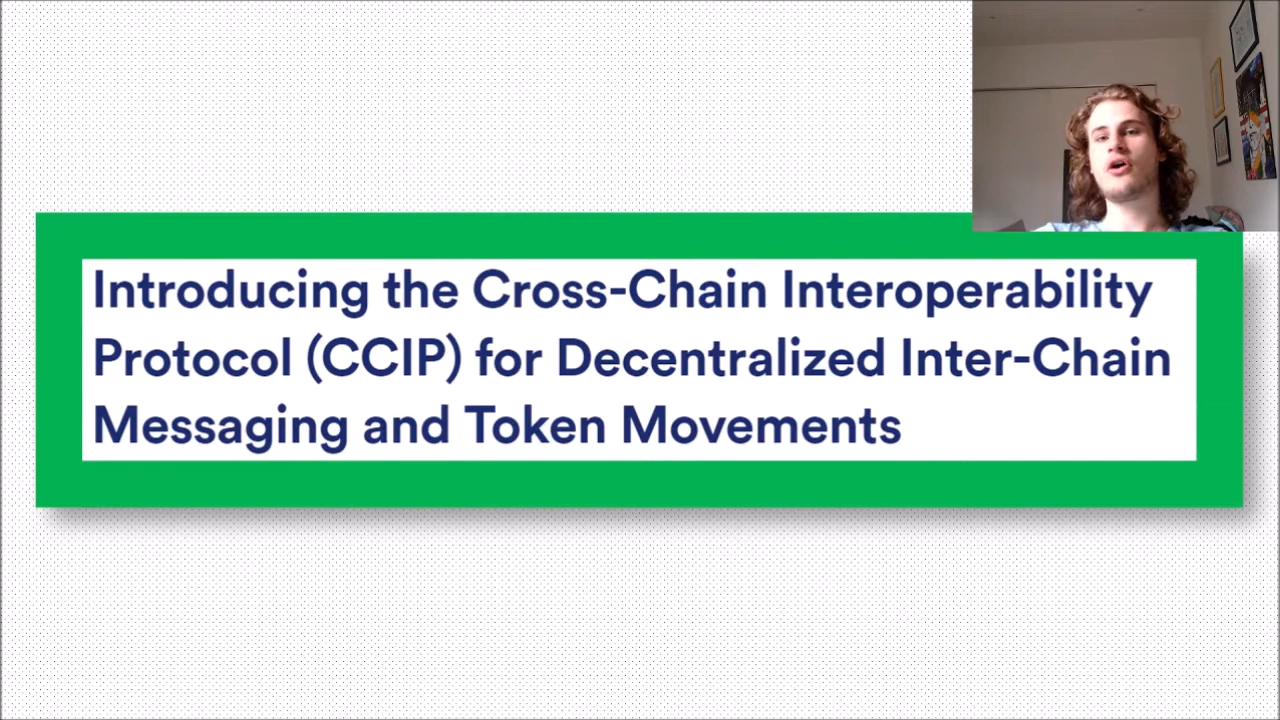 Introducing the Cross-Chain Interoperability
Protocol (CCIP) for Decentralized Inter-Chain
Messaging and Token Movements